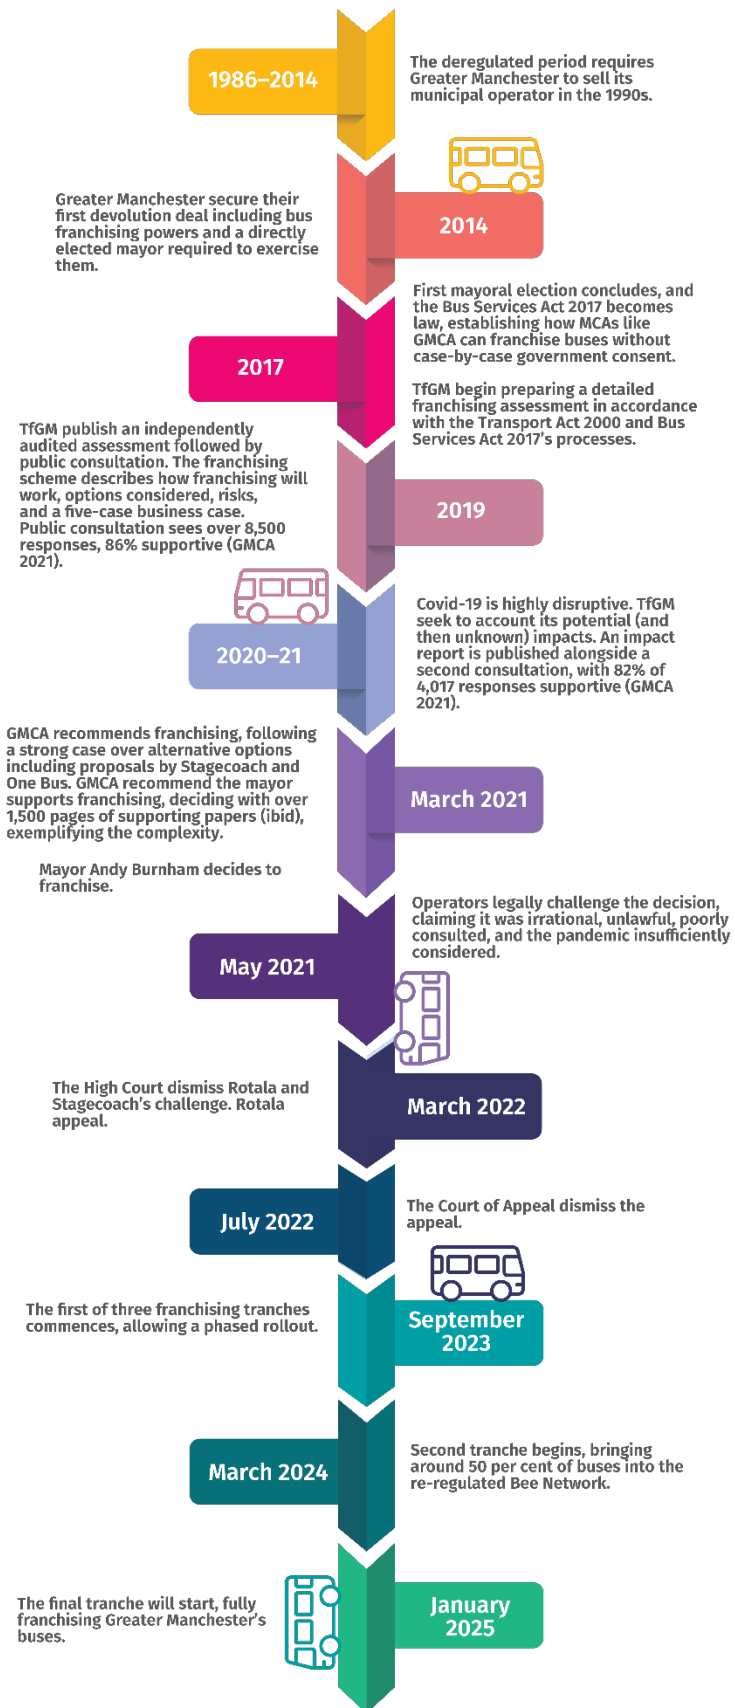 1986–2014
The deregulated period requires
Greater Manchester to sell its
municipal operator in the 1990s.
2014
Greater Manchester secure their
first devolution deal including bus
franchising powers and a directly
elected mayor required to exercise
them.
2017
First mayoral election concludes, and
the Bus Services Act 2017 becomes
law, establishing how MCAs like
GMCA can franchise buses without
case-by-case government consent.
TfGM begin preparing a detailed
franchising assessment in accordance
with the Transport Act 2000 and Bus
Services Act 2017’s processes.
2019
TfGM publish an independently
audited assessment followed by
public consultation. The franchising
scheme describes how franchising will
work, options considered, risks,
and a five-case business case.
Public consultation sees over 8,500
responses, 86% supportive (GMCA
2021).
2020–21
Covid-19 is highly disruptive. TfGM
seek to account its potential (and
then unknown) impacts. An impact
report is published alongside a
second consultation, with 82% of
4,017 responses supportive (GMCA
2021).
March 2021
GMCA recommends franchising, following
a strong case over alternative options
including proposals by Stagecoach and
One Bus. GMCA recommend the mayor
supports franchising, deciding with over
1,500 pages of supporting papers (ibid),
exemplifying the complexity.
Mayor Andy Burnham decides to
franchise.
May 2021
Operators legally challenge the decision,
claiming it was irrational, unlawful, poorly
consulted, and the pandemic insufficiently
considered.
March 2022
The High Court dismiss Rotala and
Stagecoach’s challenge. Rotala
appeal.
July 2022
The Court of Appeal dismiss the
appeal.
September
2023
The first of three franchising tranches
commences, allowing a phased rollout.
March 2024
Second tranche begins, bringing
around 50 per cent of buses into the
re-regulated Bee Network.
January
2025
The final tranche will start, fully
franchising Greater Manchester’s
buses.